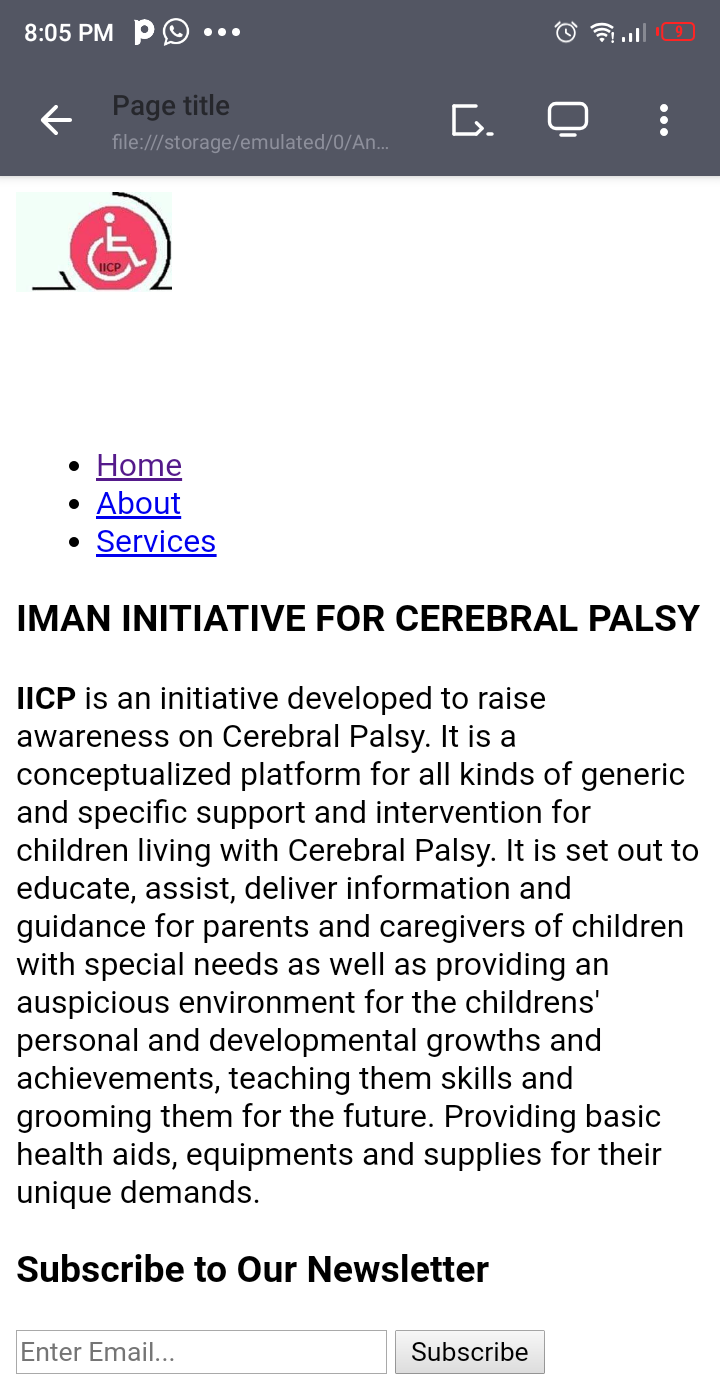 8:05 PM
9
Page title
file:///storage/emulated/0/An...
IICP
Home
About
Services
IMAN INITIATIVE FOR CEREBRAL PALSY
IICP is an initiative developed to raise
awareness on Cerebral Palsy. It is a
conceptualized platform for all kinds of generic
and specific support and intervention for
children living with Cerebral Palsy. It is set out to
educate, assist, deliver information and
guidance for parents and caregivers of children
with special needs as well as providing an
auspicious environment for the childrens'
personal and developmental growths and
achievements, teaching them skills and
grooming them for the future. Providing basic
health aids, equipments and supplies for their
unique demands.
Subscribe to Our Newsletter
Enter Email... Subscribe